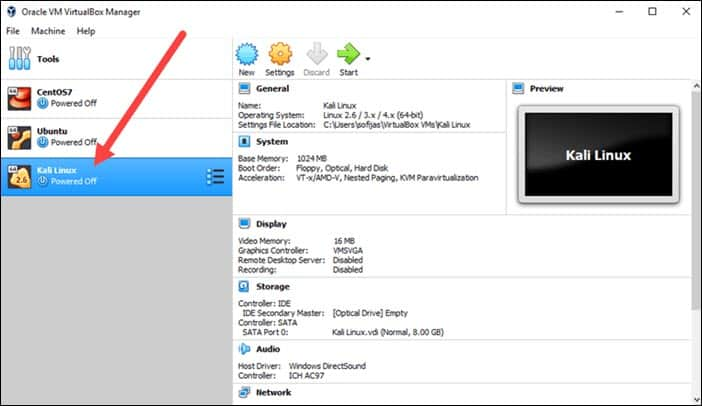 Oracle VM VirtualBox Manager
File Machine Help
Tools
64
CentOS7
Powered Off
64
Ubuntu
Powered Off
64
2.6
Kali Linux
Powered Off
New Settings Discard Start
General
Name: Kali Linux
Operating System: Linux 2.6 / 3.x / 4.x (64-bit)
Settings File Location: C:\Users\sofijas\VirtualBox VMs\Kali Linux
System
Base Memory: 1024 MB
Boot Order: Floppy, Optical, Hard Disk
Acceleration: VT-x/AMD-V, Nested Paging, KVM Paravirtualization
Preview
Kali Linux
Display
Video Memory: 16 MB
Graphics Controller: VMSVGA
Remote Desktop Server: Disabled
Recording: Disabled
Storage
Controller: IDE
IDE Secondary Master: [Optical Drive] Empty
Controller: SATA
SATA Port 0: Kali Linux.vdi (Normal, 8.00 GB)
Audio
Host Driver: Windows DirectSound
Controller: ICH AC97
Network